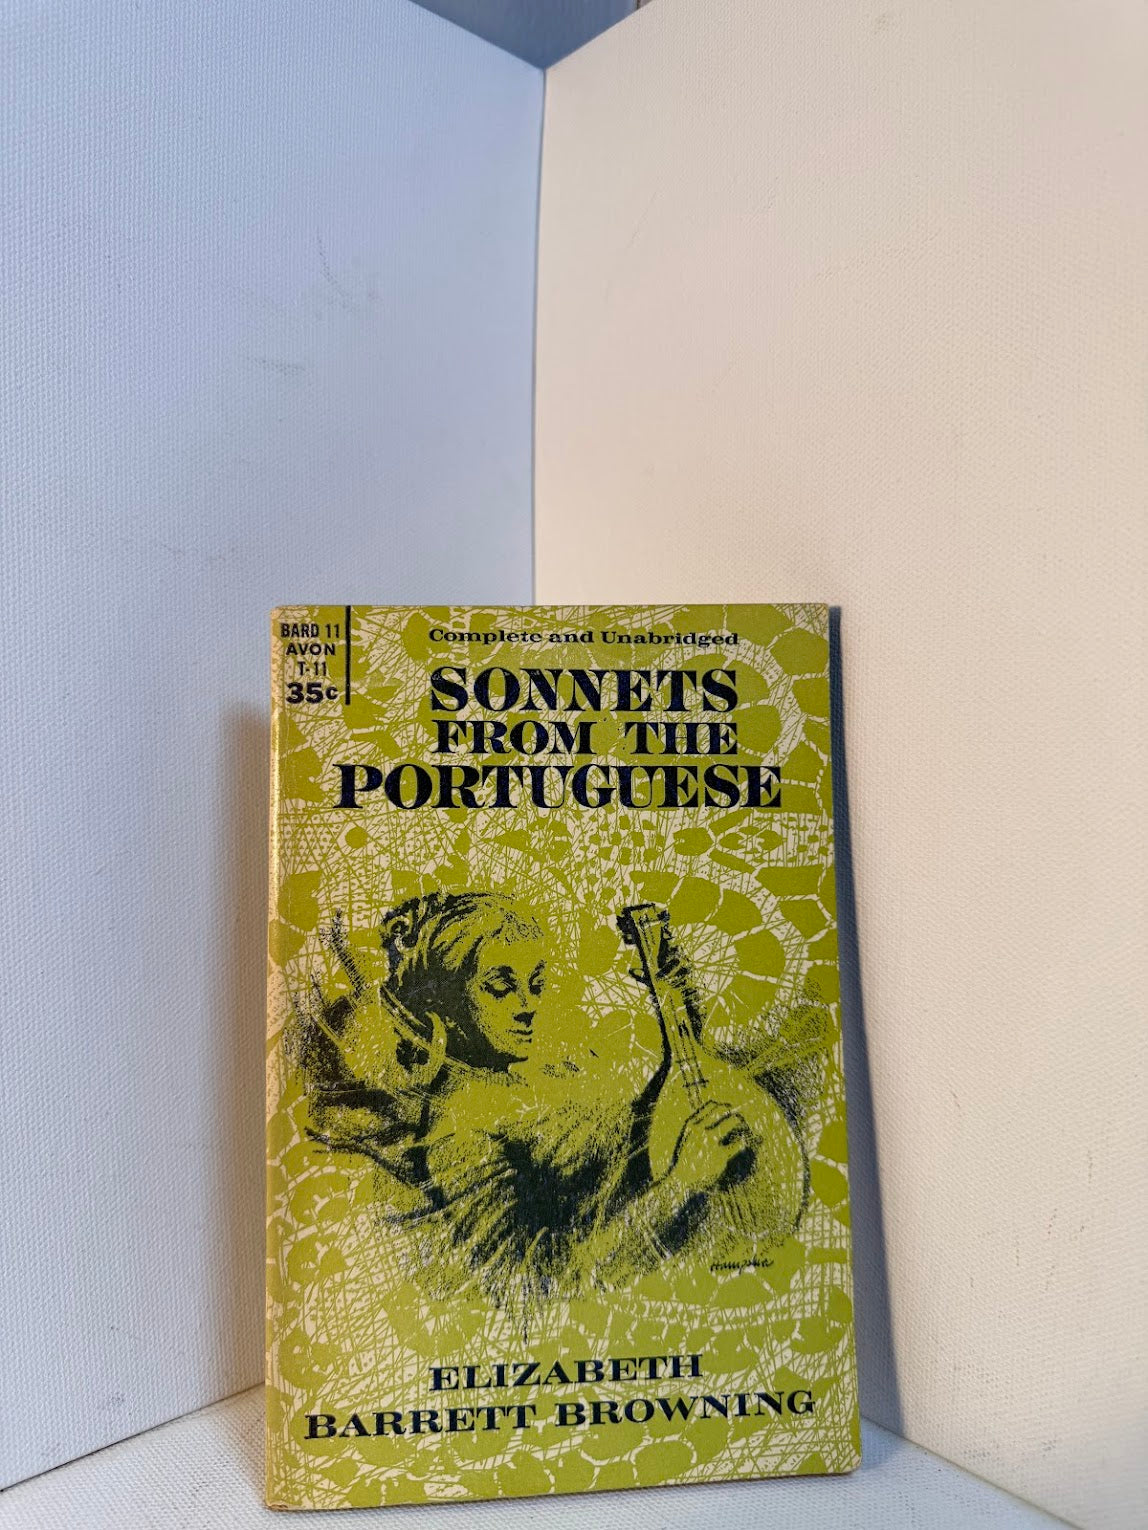 BARD 11
AVON
T-11
35c
Complete and Unabridged
SONNETS
FROM THE
PORTUGUESE
ELIZABETH
BARRETT BROWNING